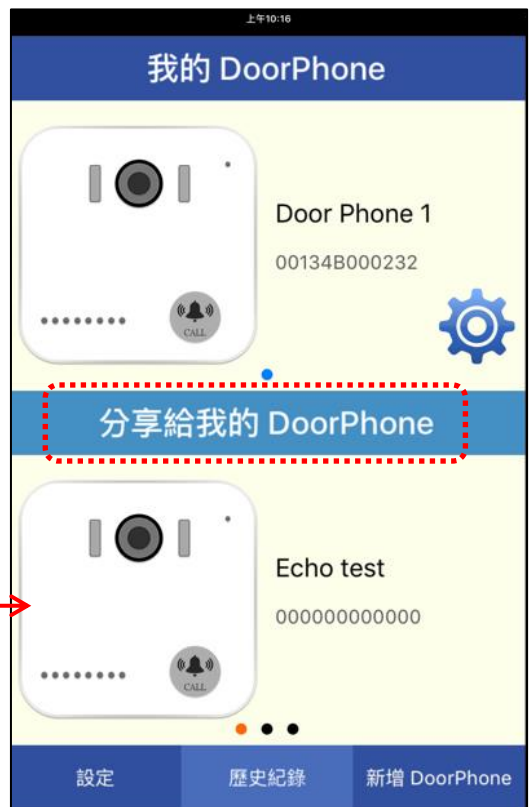 上午10:16
我的 DoorPhone
Door Phone 1
00134B000232
CALL
分享給我的 DoorPhone
Echo test
000000000000
CALL
設定
歷史紀錄
新增 DoorPhone